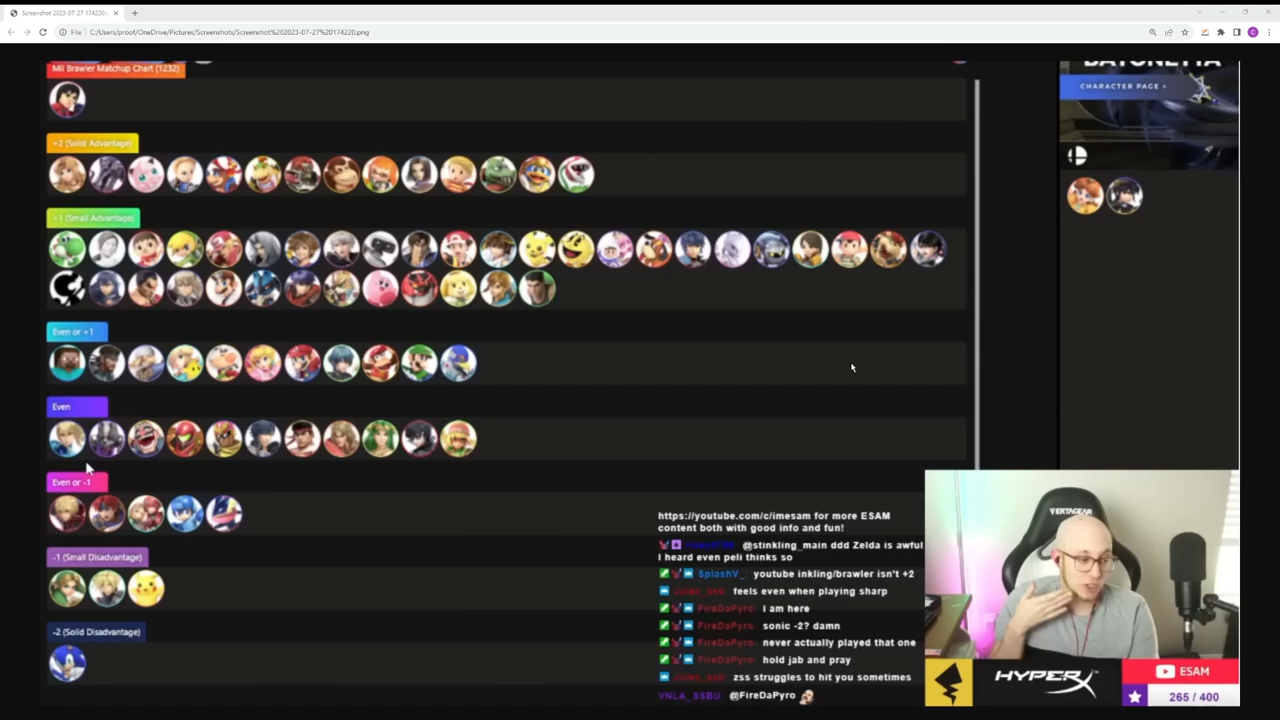 Screenshot 2023-07-27 174220.
File
C:/Users/proof/OneDrive/Pictures/Screenshots/Screenshot%202023-07-27%20174220.png
Mii Brawler Matchup Chart (1232)
BAYONETTA
CHARACTER PAGE >
+2 (Solid Advantage)
+1 (Small Advantage)
Even or +1
Even
Even or -1
-1 (Small Disadvantage)
-2 (Solid Disadvantage)
https://youtube.com/c/imesam for more ESAM
content both with good info and fun!
@stinkling_main ddd Zelda is awful
I heard even peli thinks so
SplashV_: youtube inkling/brawler isn't +2
feels even when playing sharp
FireDaPyro: i am here
sonic -2? damn
FireDaPyro: never actually played that one
FireDaPyro: hold jab and pray
zss struggles to hit you sometimes
VNLA_SSBU: @FireDaPyro
VERTAGEAR
HYPERX
ESAM
265 / 400